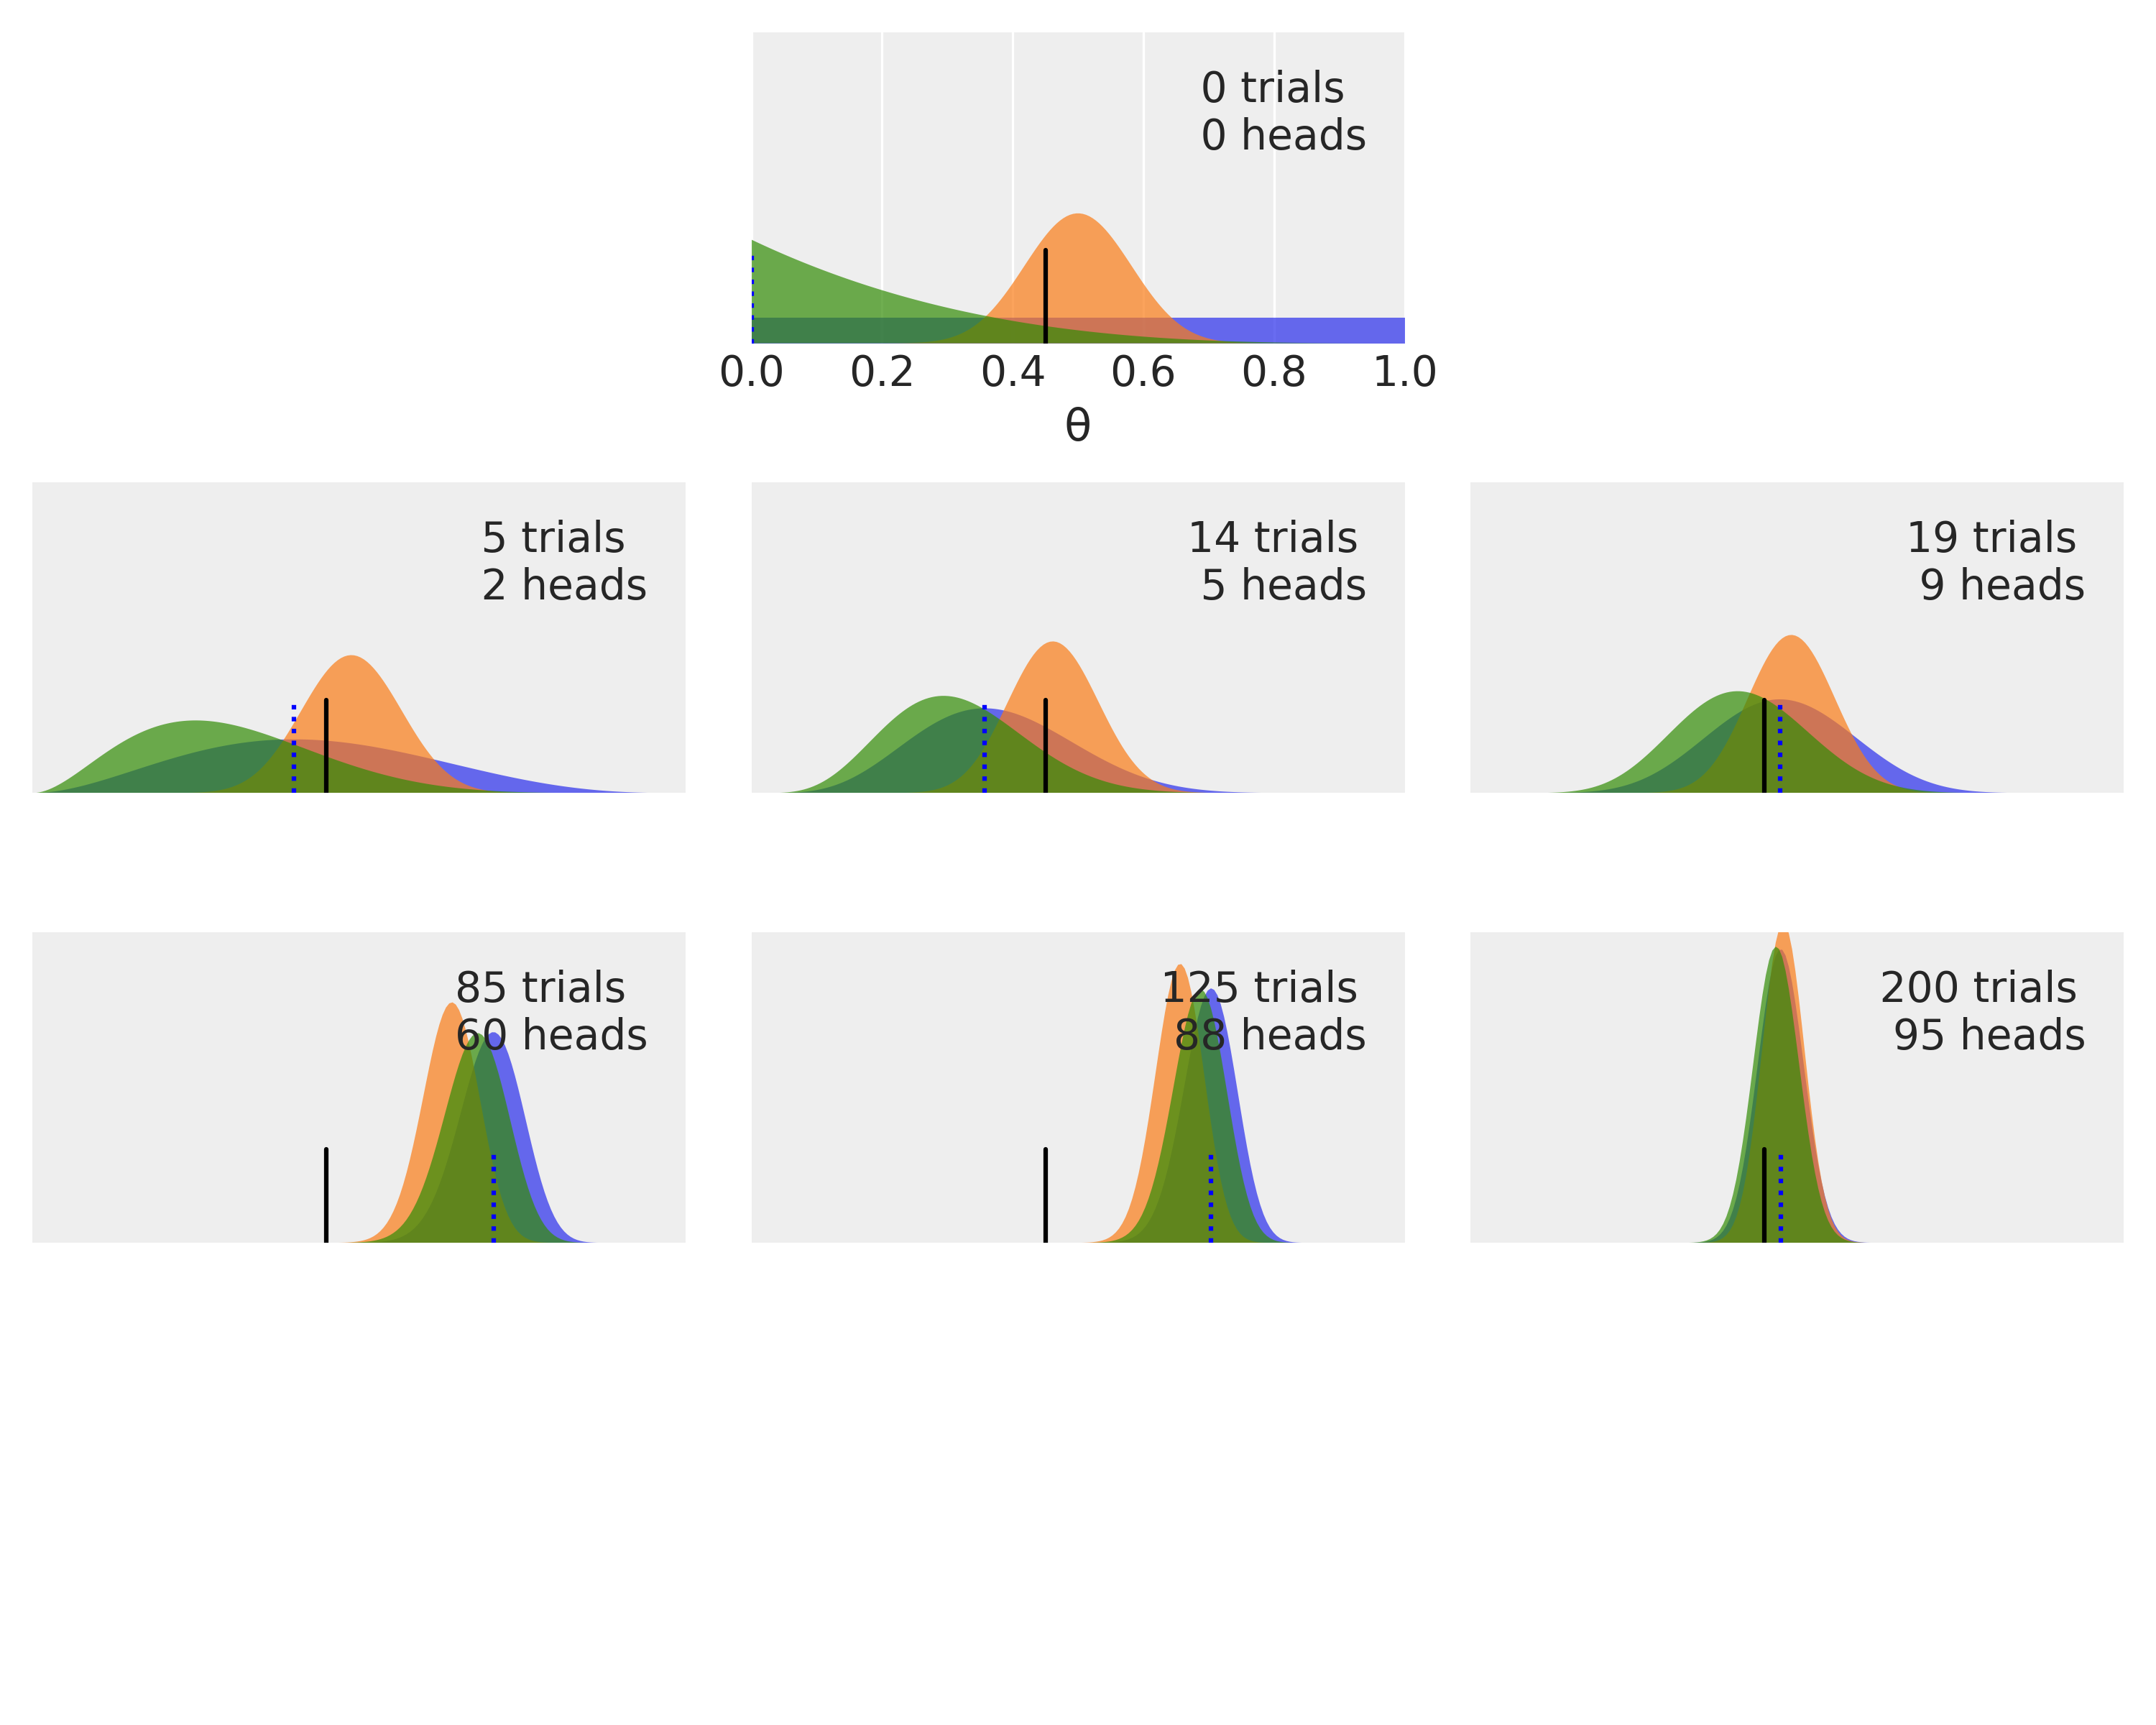 0 trials
0 heads
0.0 0.2 0.4 0.6 0.8 1.0
θ
5 trials
2 heads
14 trials
5 heads
19 trials
9 heads
85 trials
60 heads
125 trials
88 heads
200 trials
95 heads